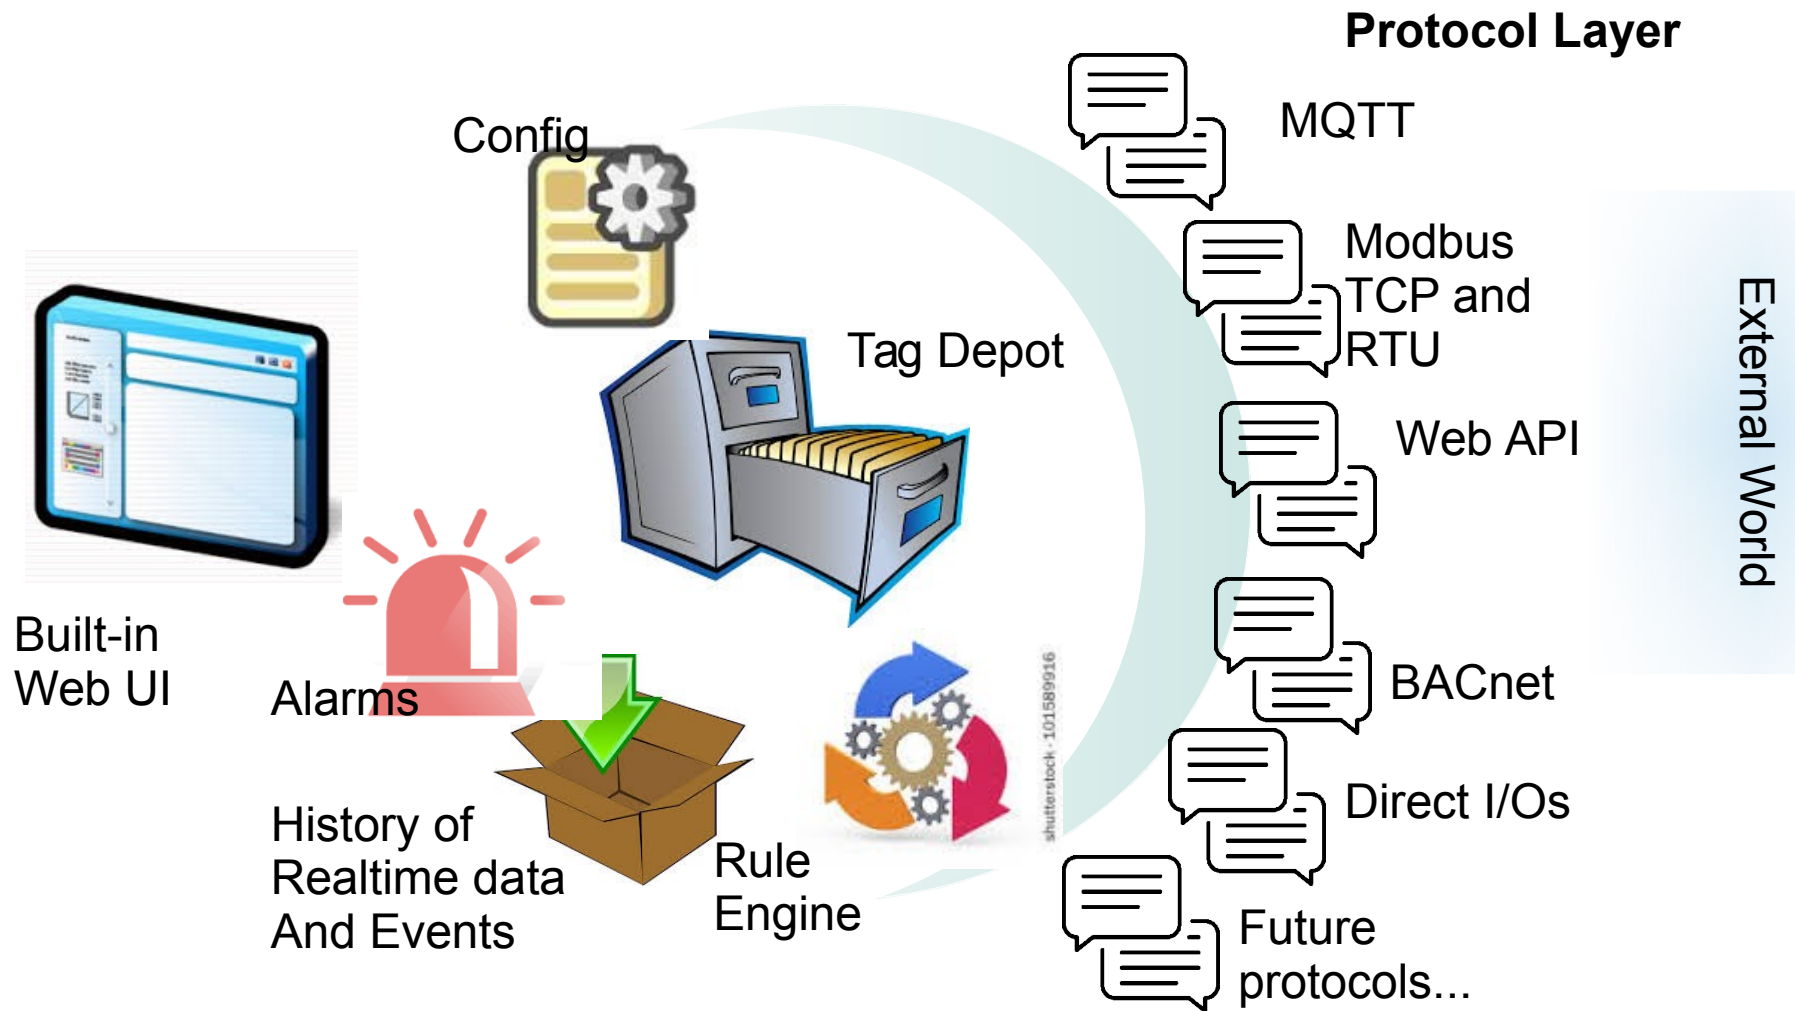 Protocol Layer
MQTT
Config
Modbus
TCP and
RTU
Tag Depot
Web API
External World
Built-in
Web UI
Alarms
BACnet
History of
Realtime data
And Events
Rule
Engine
shutterstock · 101589916
Direct I/Os
Future
protocols...